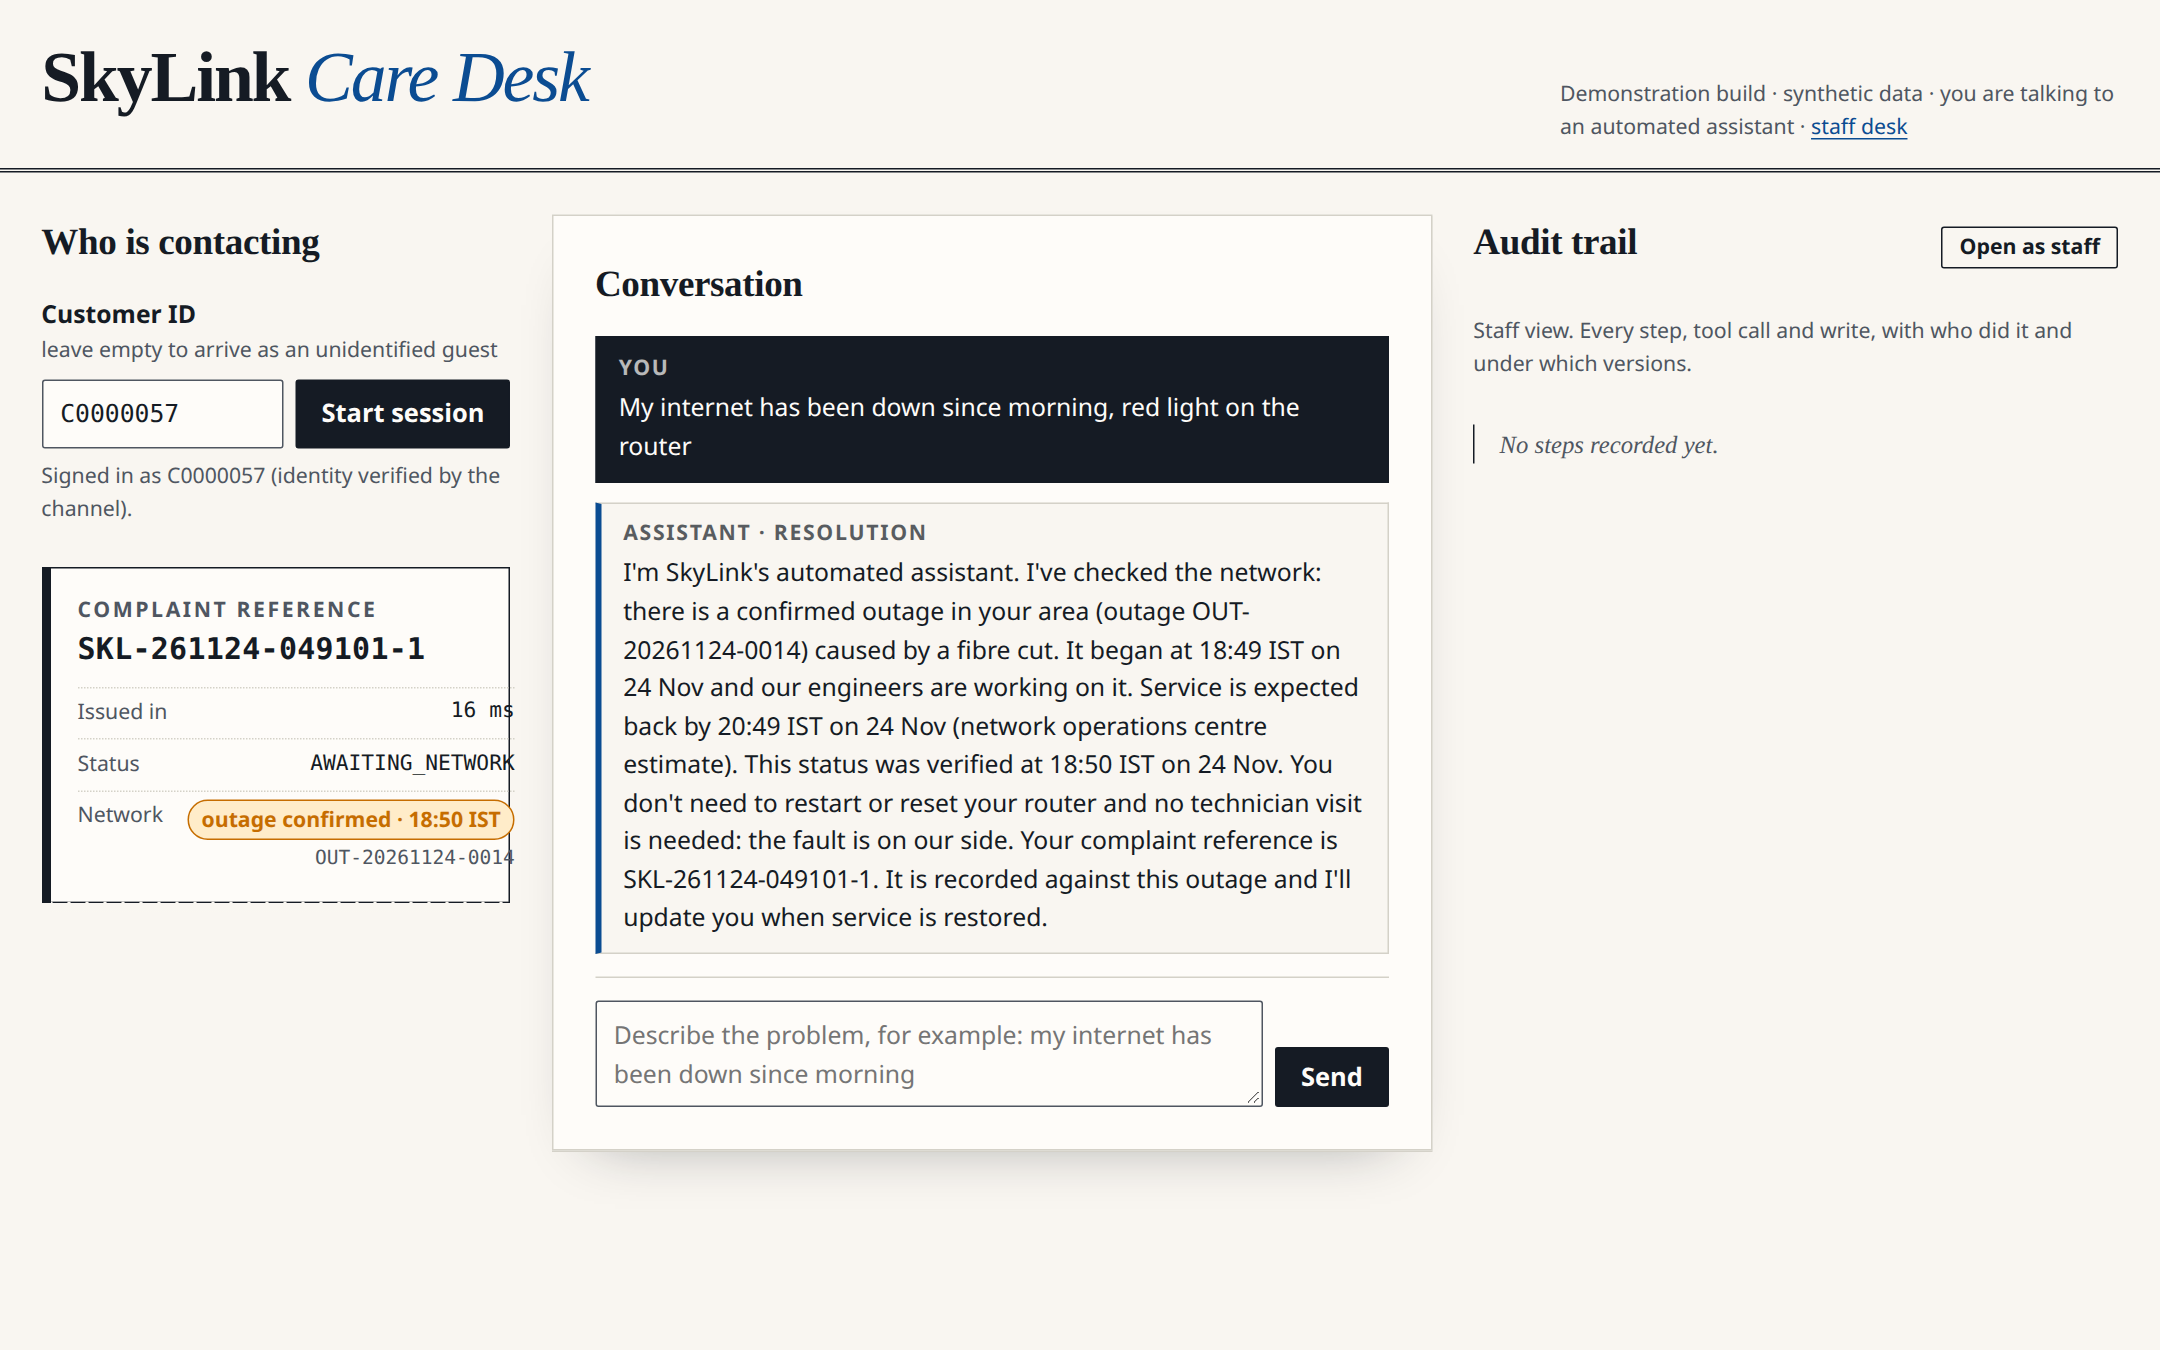 SkyLink Care Desk
Demonstration build · synthetic data · you are talking to
an automated assistant · staff desk
Who is contacting
Customer ID
leave empty to arrive as an unidentified guest
C0000057
Start session
Signed in as C0000057 (identity verified by the
channel).
COMPLAINT REFERENCE
SKL-261124-049101-1
Issued in 16 ms
Status AWAITING_NETWORK
Network outage confirmed · 18:50 IST
OUT-20261124-0014
Conversation
YOU
My internet has been down since morning, red light on the
router
ASSISTANT · RESOLUTION
I'm SkyLink's automated assistant. I've checked the network:
there is a confirmed outage in your area (outage OUT-
20261124-0014) caused by a fibre cut. It began at 18:49 IST on
24 Nov and our engineers are working on it. Service is expected
back by 20:49 IST on 24 Nov (network operations centre
estimate). This status was verified at 18:50 IST on 24 Nov. You
don't need to restart or reset your router and no technician visit
is needed: the fault is on our side. Your complaint reference is
SKL-261124-049101-1. It is recorded against this outage and I'll
update you when service is restored.
Describe the problem, for example: my internet has
been down since morning
Send
Audit trail
Open as staff
Staff view. Every step, tool call and write, with who did it and
under which versions.
No steps recorded yet.